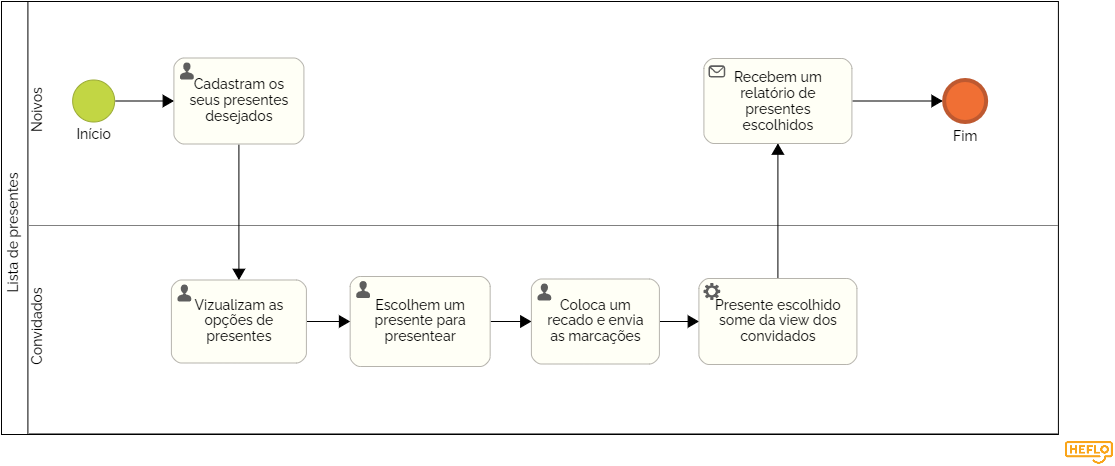 Lista de presentes
Noivos
Início
Cadastram os
seus presentes
desejados
Recebem um
relatório de
presentes
escolhidos
Fim
Convidados
Vizualizam as
opções de
presentes
Escolhem um
presente para
presentear
Coloca um
recado e envia
as marcações
Presente escolhido
some da view dos
convidados
HEFLO